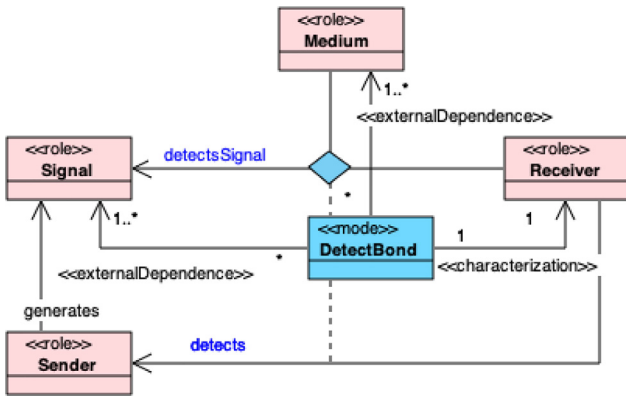 <<role>>
Medium
1..*
<<externalDependence>>
<<role>>
Signal
detectsSignal
<<role>>
Receiver
*
1..*
<<mode>>
DetectBond
1
1
*
<<externalDependence>>
<<characterization>>
generates
<<role>>
Sender
detects